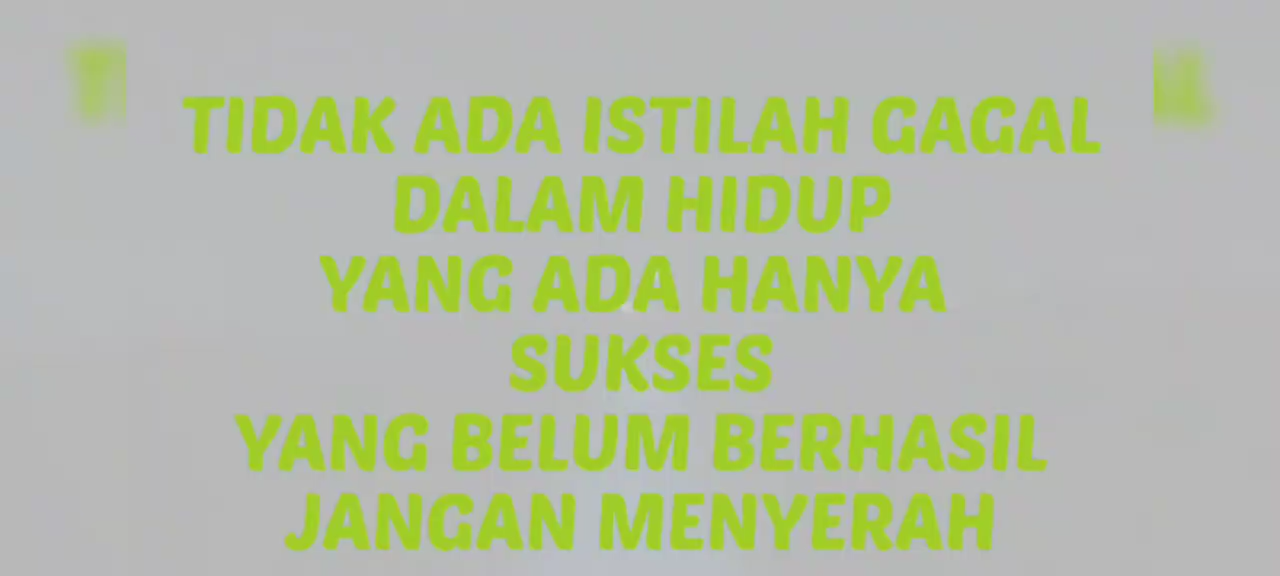 TIDAK ADA ISTILAH GAGAL
DALAM HIDUP
YANG ADA HANYA
SUKSES
YANG BELUM BERHASIL
JANGAN MENYERAH